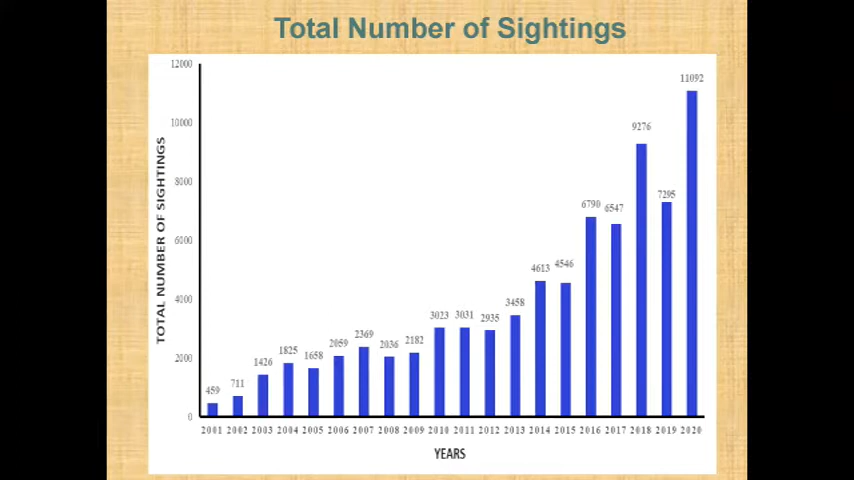 Total Number of Sightings
12000
10000
8000
6000
4000
2000
0
TOTAL NUMBER OF SIGHTINGS
459 711 1426 1825 1658 2059 2369 2036 2182 3023 3031 2935 3458 4613 4546 6790 6547 9276 7205 11092
2001 2002 2003 2004 2005 2006 2007 2008 2009 2010 2011 2012 2013 2014 2015 2016 2017 2018 2019 2020
YEARS